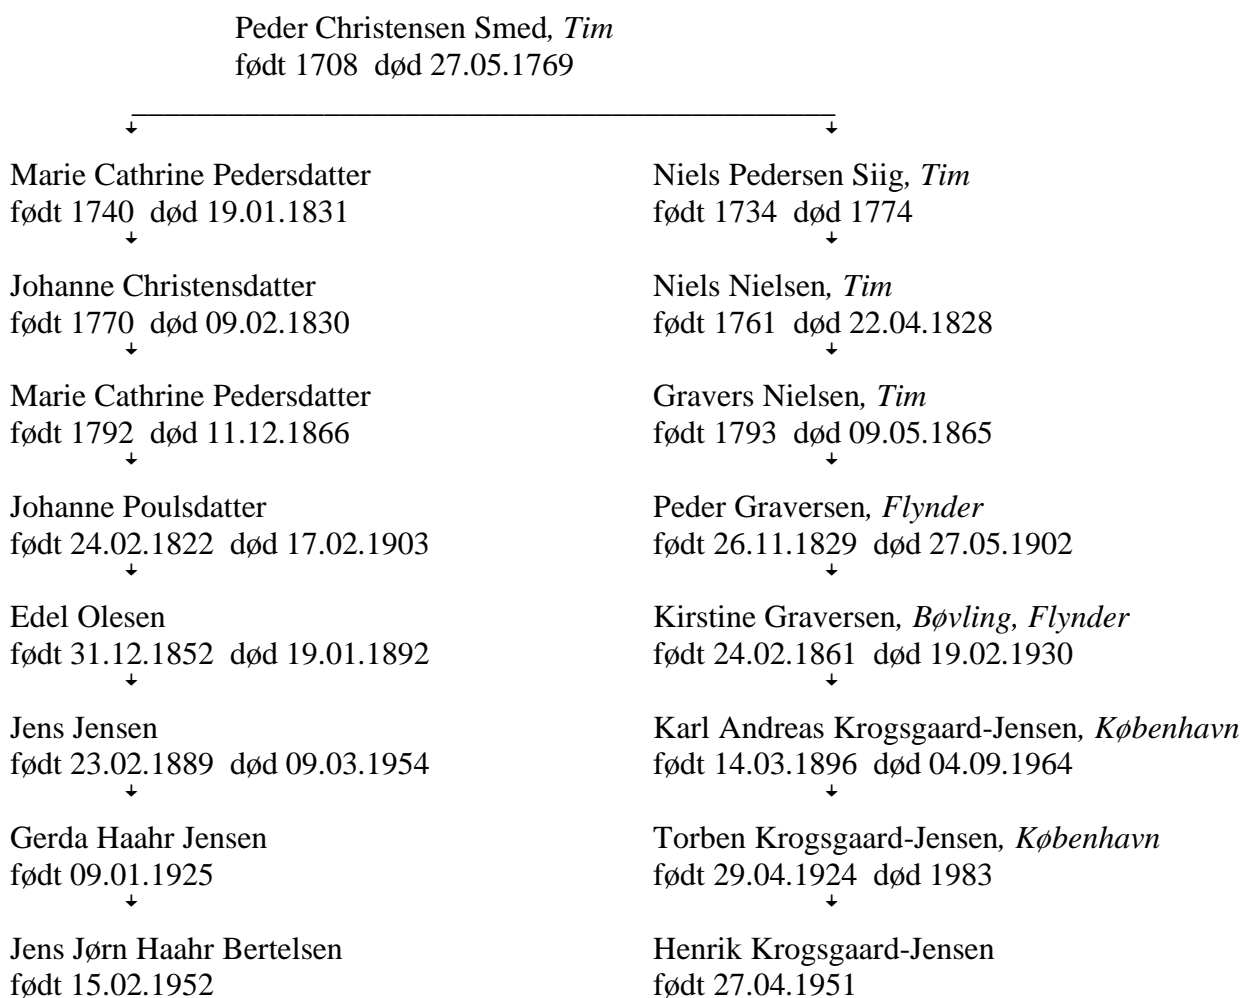 Peder Christensen Smed, Tim
født 1708 død 27.05.1769
Marie Cathrine Pedersdatter
født 1740 død 19.01.1831
Niels Pedersen Siig, Tim
født 1734 død 1774
Johanne Christensdatter
født 1770 død 09.02.1830
Niels Nielsen, Tim
født 1761 død 22.04.1828
Marie Cathrine Pedersdatter
født 1792 død 11.12.1866
Gravers Nielsen, Tim
født 1793 død 09.05.1865
Johanne Poulsdatter
født 24.02.1822 død 17.02.1903
Peder Graversen, Flynder
født 26.11.1829 død 27.05.1902
Edel Olesen
født 31.12.1852 død 19.01.1892
Kirstine Graversen, Bøvling, Flynder
født 24.02.1861 død 19.02.1930
Jens Jensen
født 23.02.1889 død 09.03.1954
Karl Andreas Krogsgaard-Jensen, København
født 14.03.1896 død 04.09.1964
Gerda Haahr Jensen
født 09.01.1925
Torben Krogsgaard-Jensen, København
født 29.04.1924 død 1983
Jens Jørn Haahr Bertelsen
født 15.02.1952
Henrik Krogsgaard-Jensen
født 27.04.1951